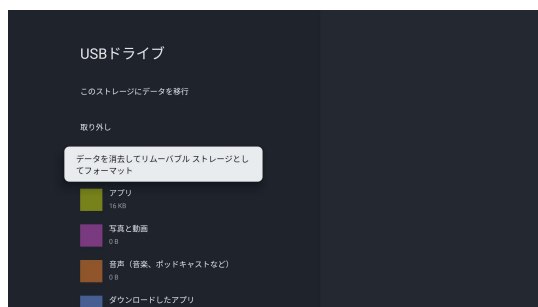 USBドライブ
このストレージにデータを移行
取り外し
データを消去してリムーバブル ストレージとし
てフォーマット
アプリ
16 KB
写真と動画
0 B
音声（音楽、ポッドキャストなど）
0 B
ダウンロードしたアプリ